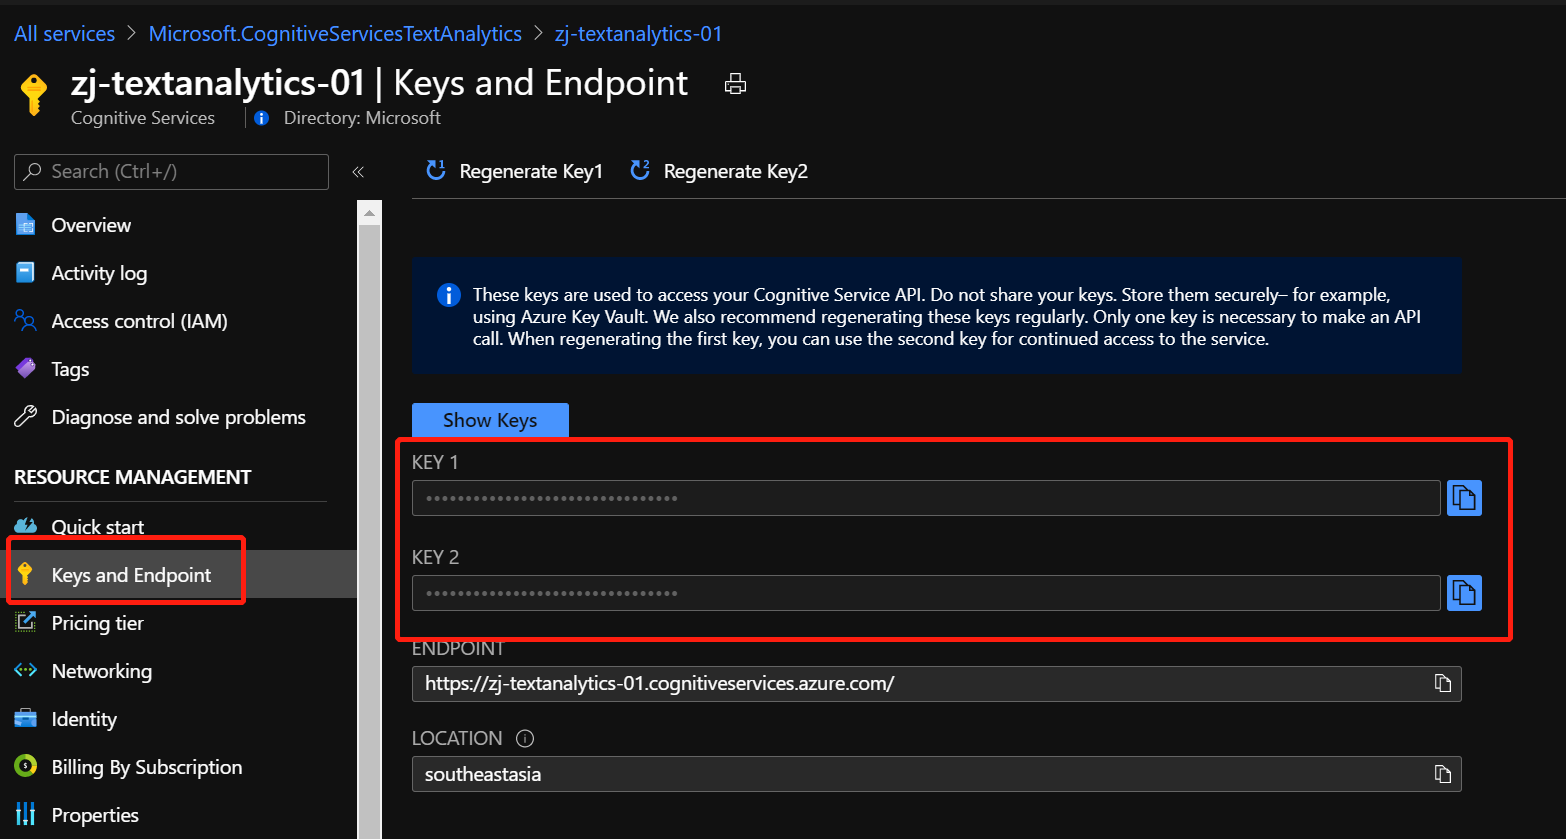 All services > Microsoft.CognitiveServicesTextAnalytics > zj-textanalytics-01
zj-textanalytics-01 | Keys and Endpoint
Cognitive Services
Directory: Microsoft
Search (Ctrl+/)
«
Overview
Activity log
Access control (IAM)
Tags
Diagnose and solve problems
RESOURCE MANAGEMENT
Quick start
Keys and Endpoint
Pricing tier
Networking
Identity
Billing By Subscription
Properties
1 Regenerate Key1
2 Regenerate Key2
These keys are used to access your Cognitive Service API. Do not share your keys. Store them securely– for example,
using Azure Key Vault. We also recommend regenerating these keys regularly. Only one key is necessary to make an API
call. When regenerating the first key, you can use the second key for continued access to the service.
Show Keys
KEY 1
••••••••••••••••••••••••••••••••
KEY 2
••••••••••••••••••••••••••••••••
ENDPOINT
https://zj-textanalytics-01.cognitiveservices.azure.com/
LOCATION
southeastasia